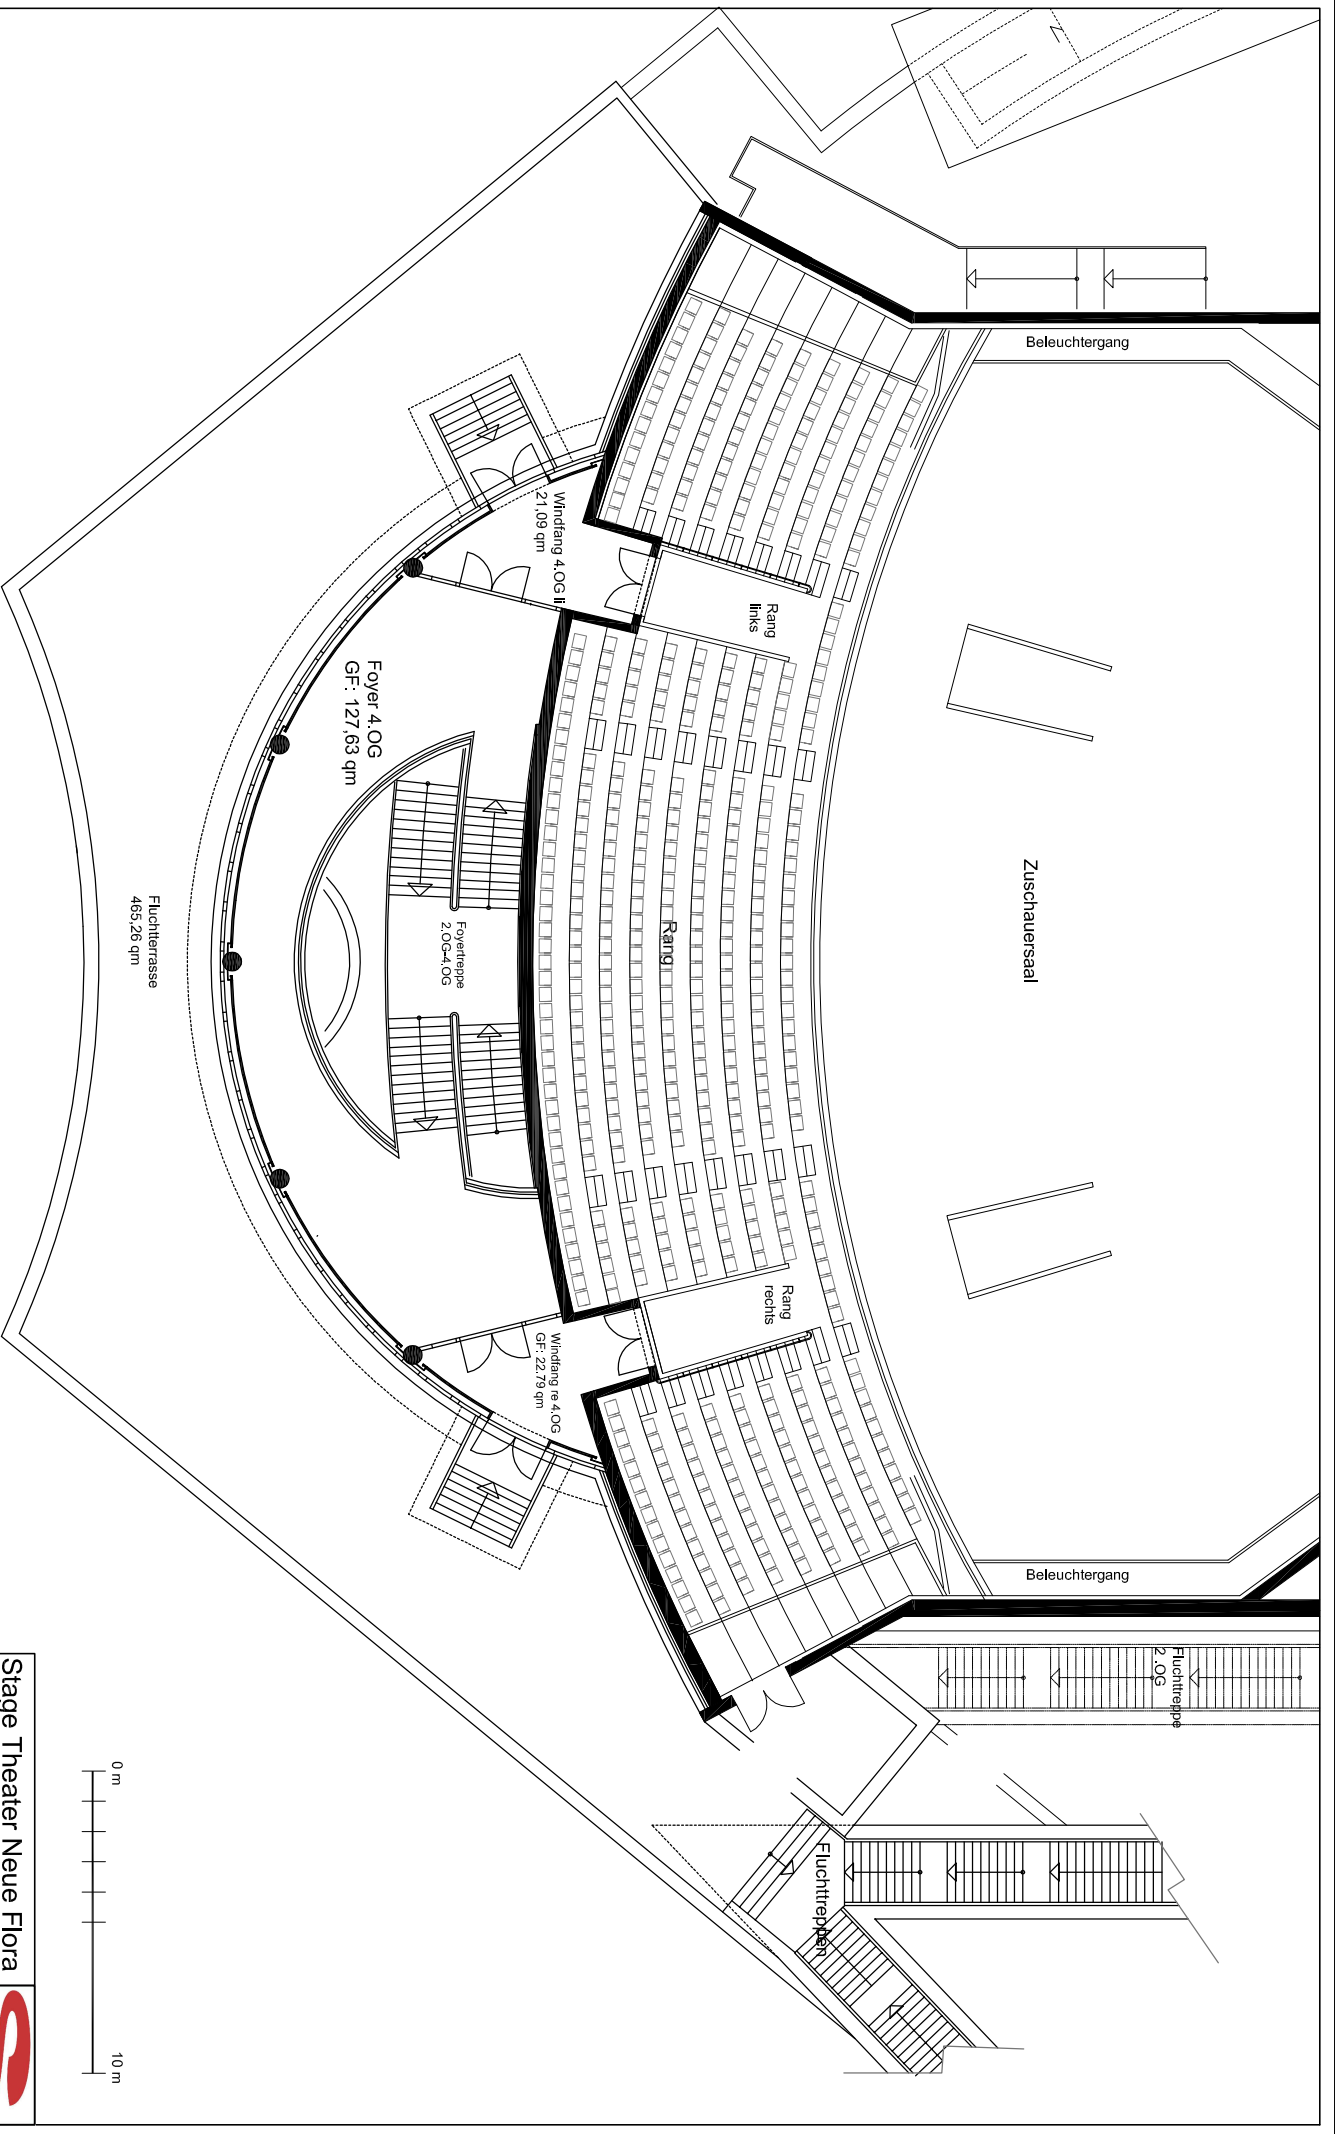 Beleuchtergang
Zuschauersaal
Beleuchtergang
Fluchttreppe
2 .OG
Rang
links
Rang
rechts
Rang
Windfang 4.OG li
21,09 qm
Windfang re 4.OG
GF: 22.79 qm
Foyertreppe
2.OG-4.OG
Foyer 4.OG
GF: 127,63 qm
Fluchttreppen
Fluchtterrasse
465,26 qm
0 m
10 m
Stage Theater Neue Flora